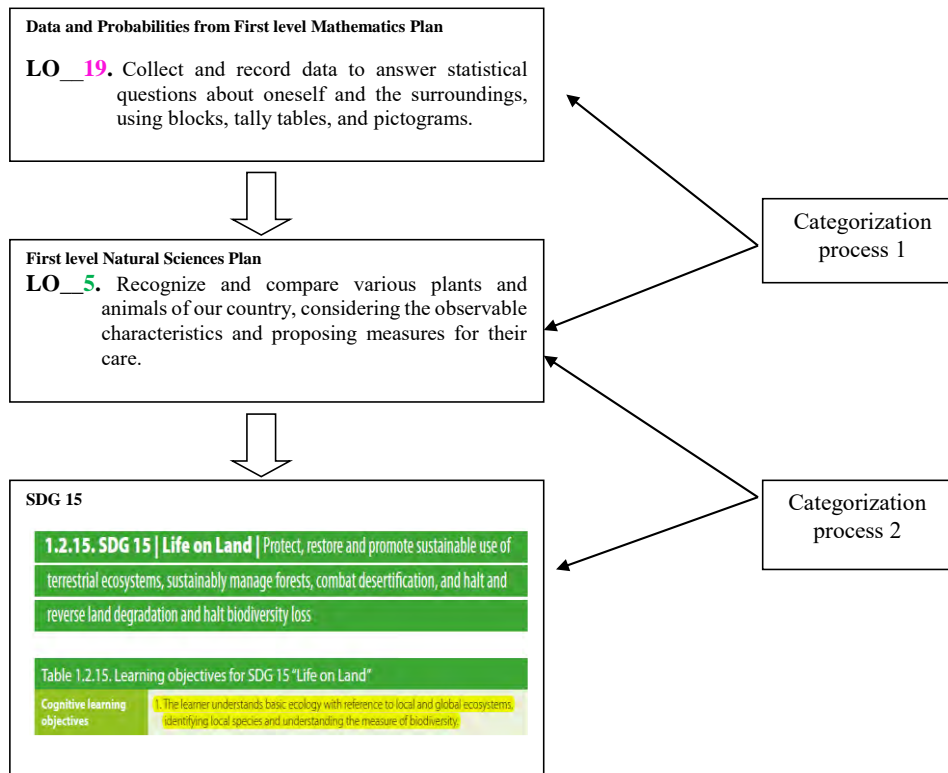 Data and Probabilities from First level Mathematics Plan
LO__19. Collect and record data to answer statistical
questions about oneself and the surroundings,
using blocks, tally tables, and pictograms.
Categorization
process 1
First level Natural Sciences Plan
LO__5. Recognize and compare various plants and
animals of our country, considering the observable
characteristics and proposing measures for their
care.
SDG 15
1.2.15. SDG 15 | Life on Land | Protect, restore and promote sustainable use of
terrestrial ecosystems, sustainably manage forests, combat desertification, and halt and
reverse land degradation and halt biodiversity loss
Categorization
process 2
Table 1.2.15. Learning objectives for SDG 15 “Life on Land”
Cognitive learning
objectives
1. The learner understands basic ecology with reference to local and global ecosystems,
identifying local species and understanding the measure of biodiversity.